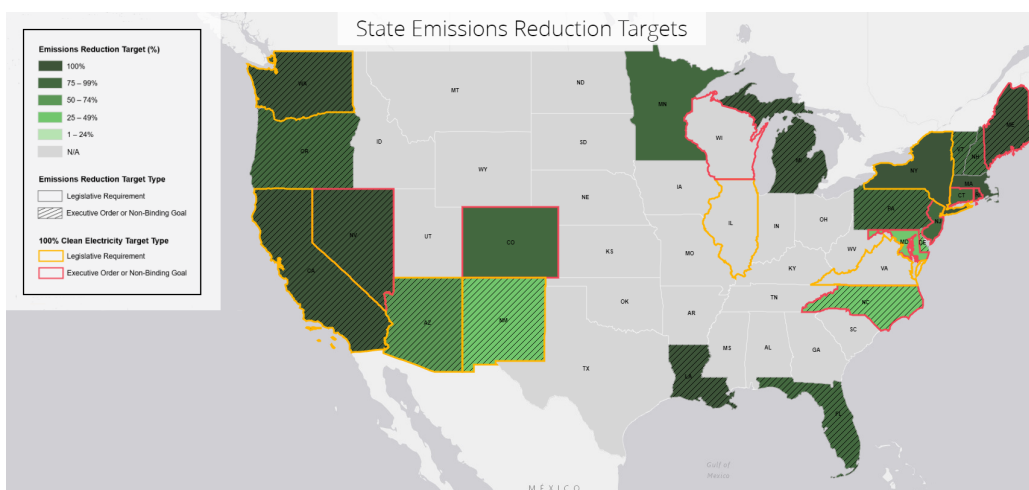 State Emissions Reduction Targets
Emissions Reduction Target (%)
100%
75 – 99%
50 – 74%
25 – 49%
1 – 24%
N/A
Emissions Reduction Target Type
Legislative Requirement
Executive Order or Non-Binding Goal
100% Clean Electricity Target Type
Legislative Requirement
Executive Order or Non-Binding Goal
WA
MT
ND
MN
ME
OR
ID
SD
WI
MI
NY
VT
NH
WY
MA
IA
NE
PA
CT
NJ
NV
UT
CO
IL
IN
OH
MD
DE
CA
KS
MO
WV
VA
KY
AZ
NM
OK
TN
NC
AR
SC
TX
LA
MS
AL
GA
FL
Gulf of
Mexico
MÉXICO